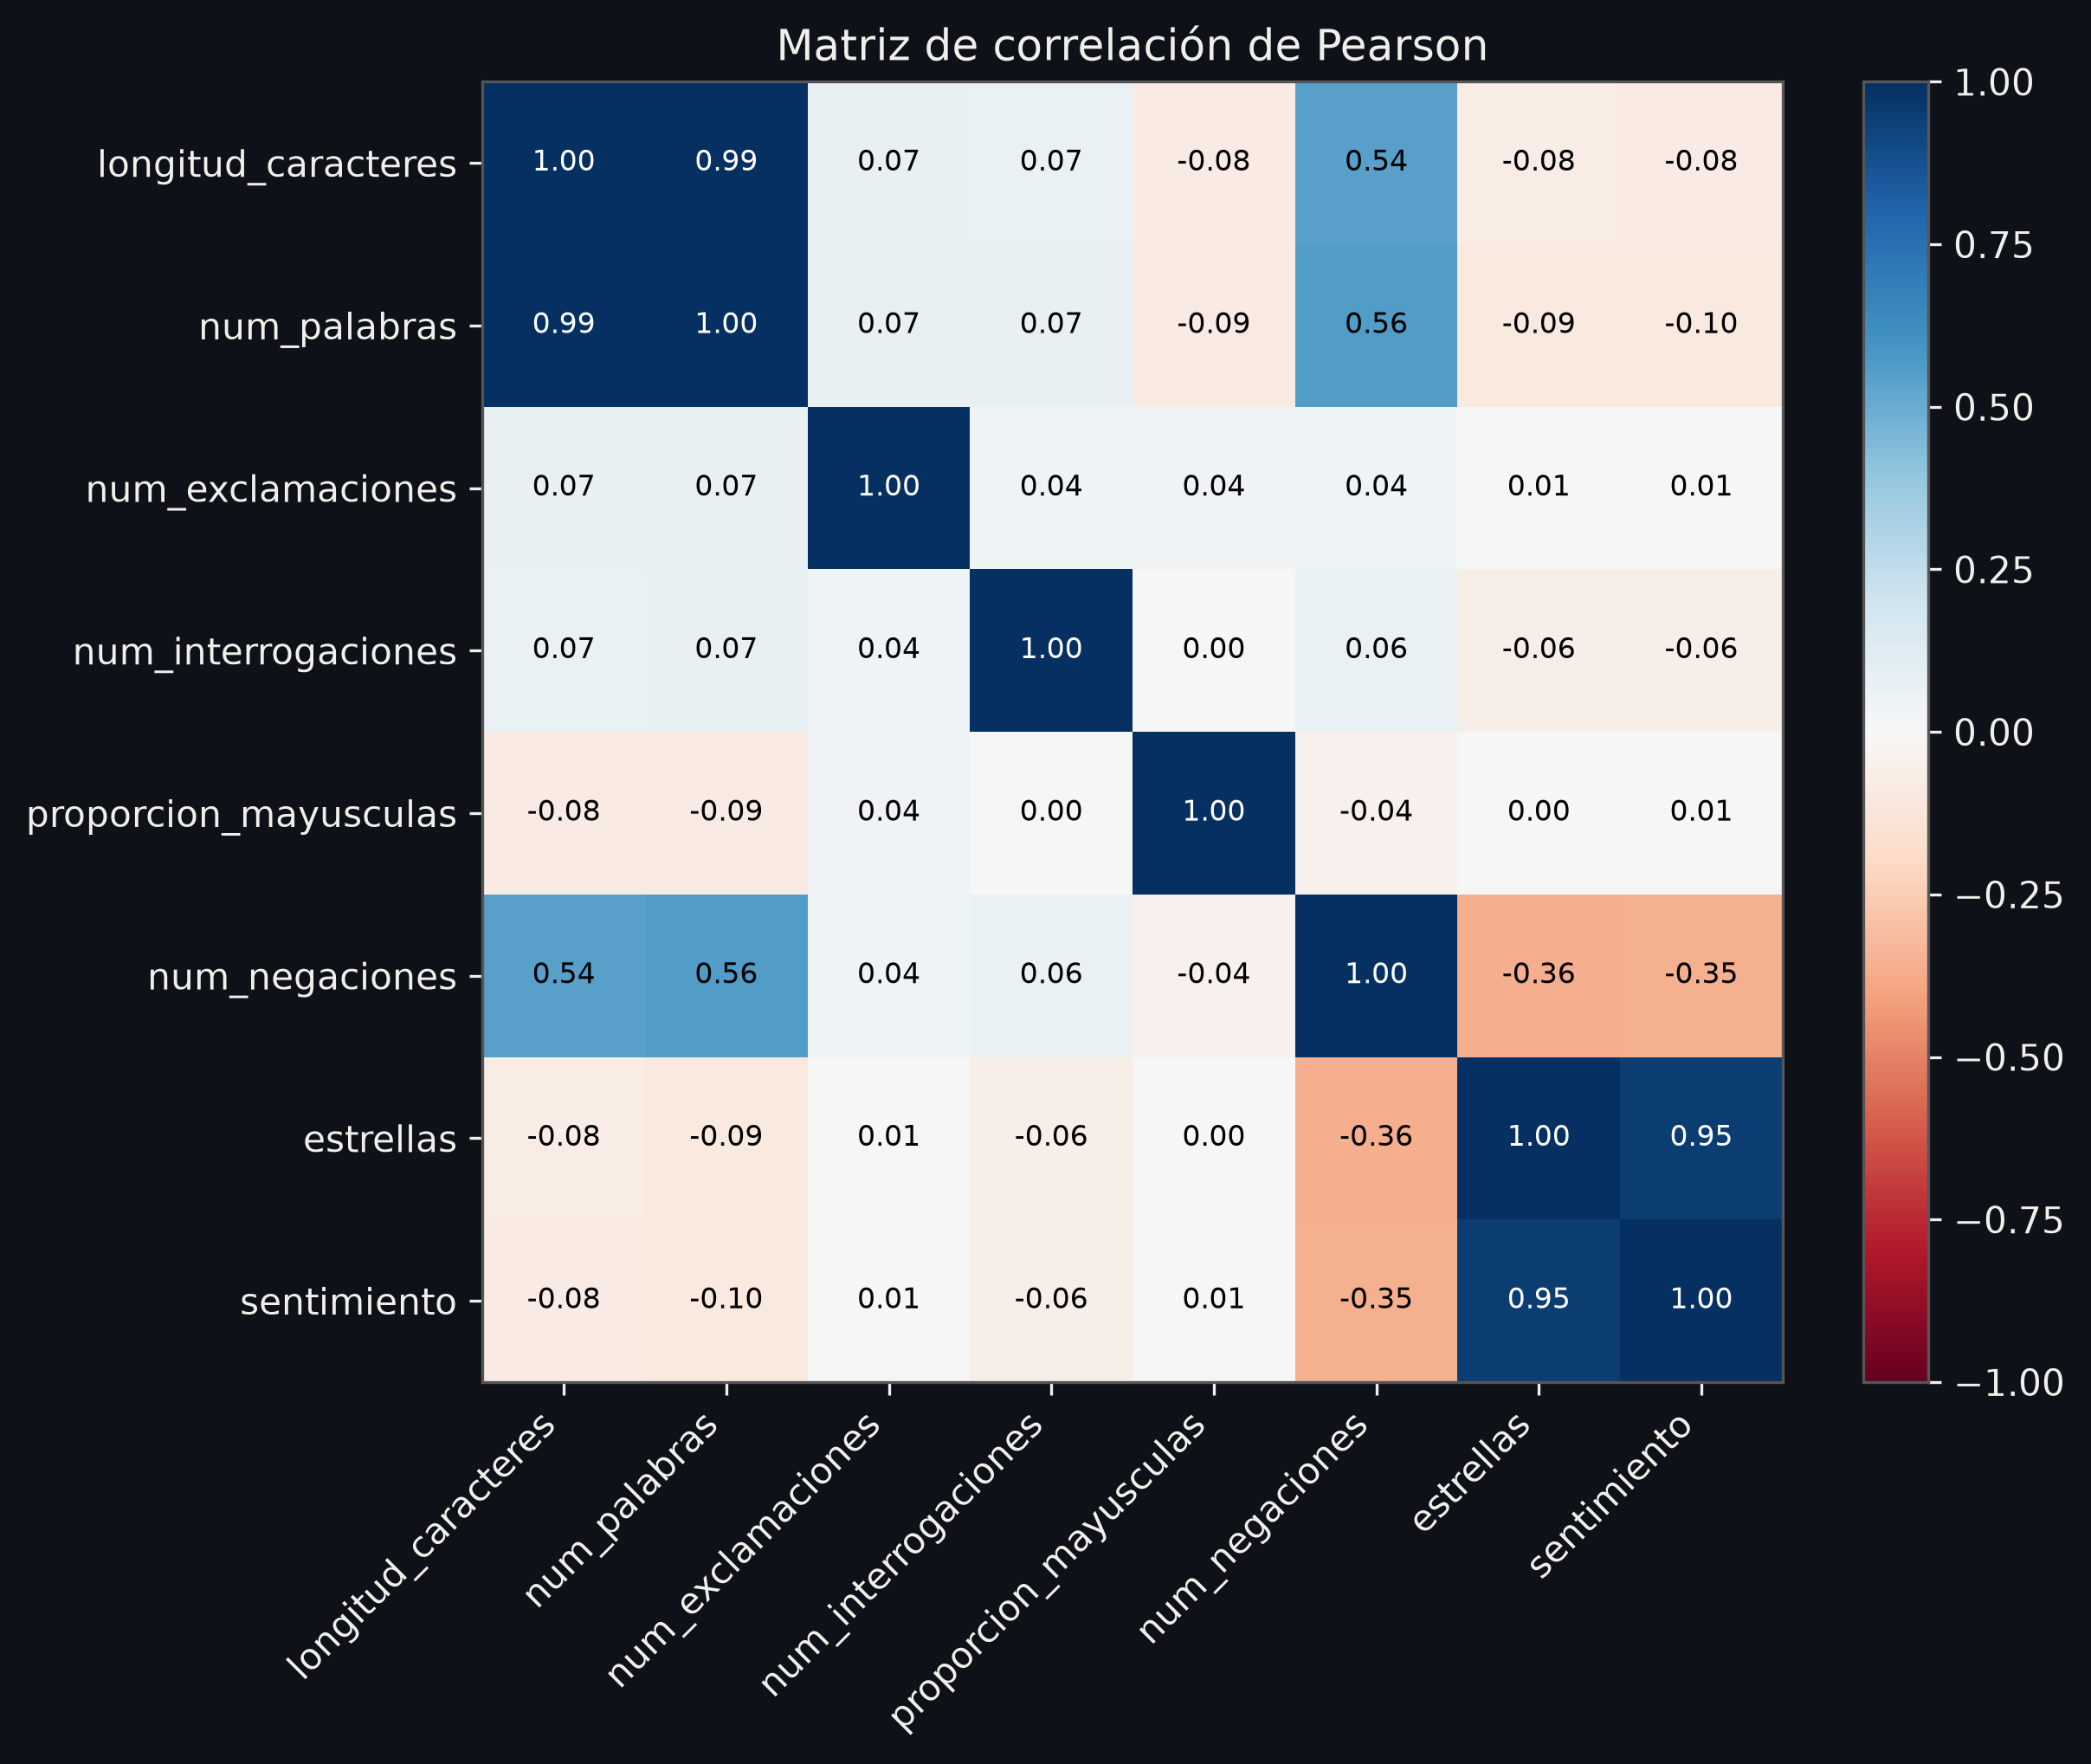 Matriz de correlación de Pearson
longitud_caracteres 1.00 0.99 0.07 0.07 -0.08 0.54 -0.08 -0.08
num_palabras 0.99 1.00 0.07 0.07 -0.09 0.56 -0.09 -0.10
num_exclamaciones 0.07 0.07 1.00 0.04 0.04 0.04 0.01 0.01
num_interrogaciones 0.07 0.07 0.04 1.00 0.00 0.06 -0.06 -0.06
proporcion_mayusculas -0.08 -0.09 0.04 0.00 1.00 -0.04 0.00 0.01
num_negaciones 0.54 0.56 0.04 0.06 -0.04 1.00 -0.36 -0.35
estrellas -0.08 -0.09 0.01 -0.06 0.00 -0.36 1.00 0.95
sentimiento -0.08 -0.10 0.01 -0.06 0.01 -0.35 0.95 1.00
longitud_caracteres
num_palabras
num_exclamaciones
num_interrogaciones
proporcion_mayusculas
num_negaciones
estrellas
sentimiento
1.00
0.75
0.50
0.25
0.00
−0.25
−0.50
−0.75
−1.00